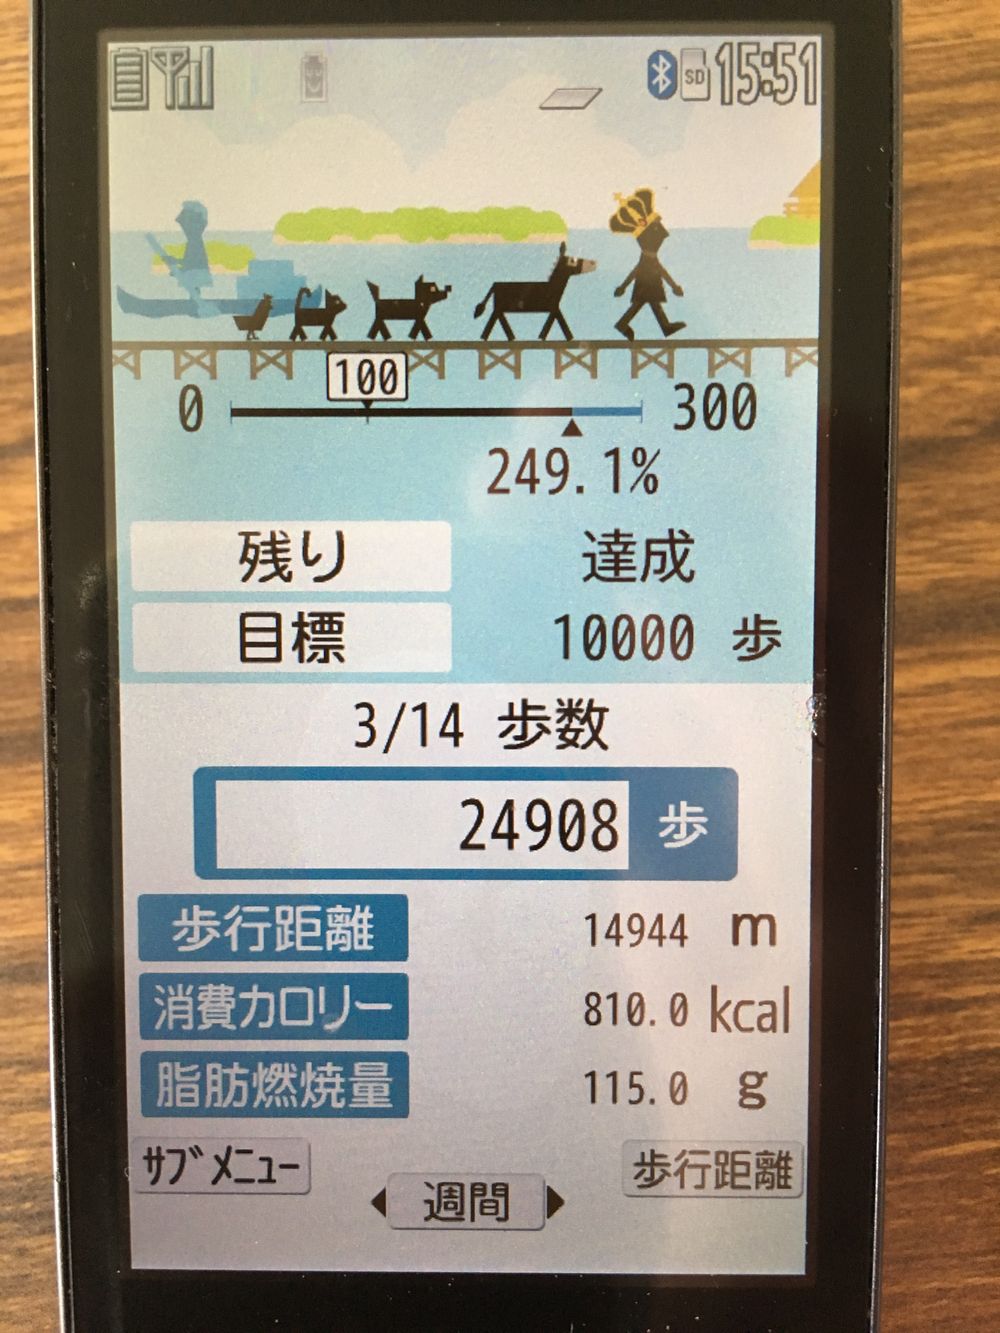 SD 15:51
100
0 300
249.1%
残り 達成
目標 10000 歩
3/14 歩数
24908 歩
歩行距離 14944 m
消費カロリー 810.0 kcal
脂肪燃焼量 115.0 g
ｻﾌﾞﾒﾆｭｰ 歩行距離
週間